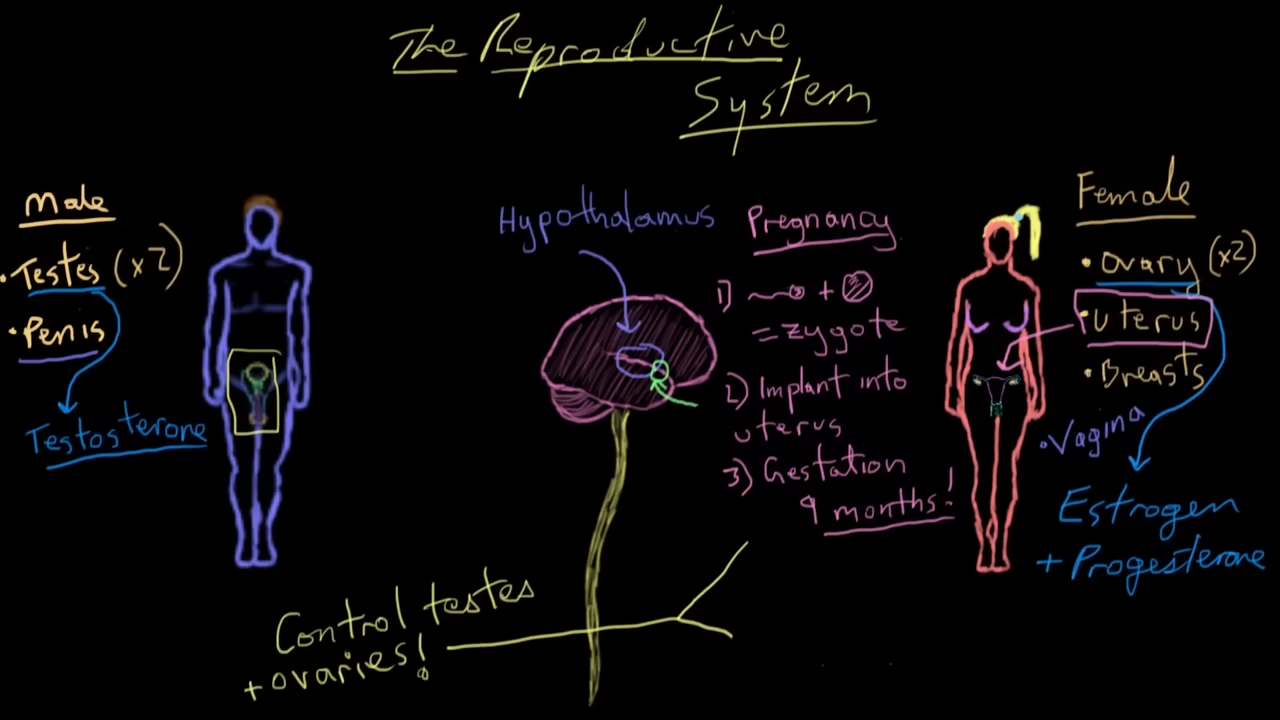 The Reproductive
System
Male
• Testes (x2)
• Penis
Testosterone
Hypothalamus
Pregnancy
1) +
= zygote
2) Implant into
uterus
3) Gestation
9 months!
Female
• ovary (x2)
• uterus
• Breasts
• Vagina
Estrogen
+ Progesterone
Control testes
+ ovaries!